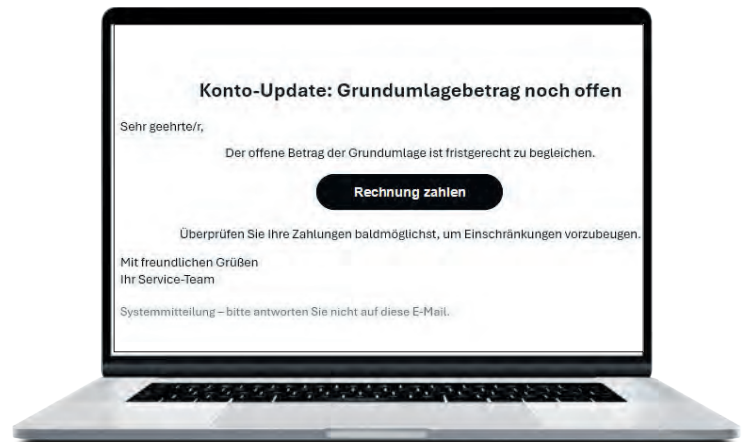 Konto-Update: Grundumlagebetrag noch offen
Sehr geehrte/r,
Der offene Betrag der Grundumlage ist fristgerecht zu begleichen.
Rechnung zahlen
Überprüfen Sie Ihre Zahlungen baldmöglichst, um Einschränkungen vorzubeugen.
Mit freundlichen Grüßen
Ihr Service-Team
Systemmitteilung – bitte antworten Sie nicht auf diese E-Mail.